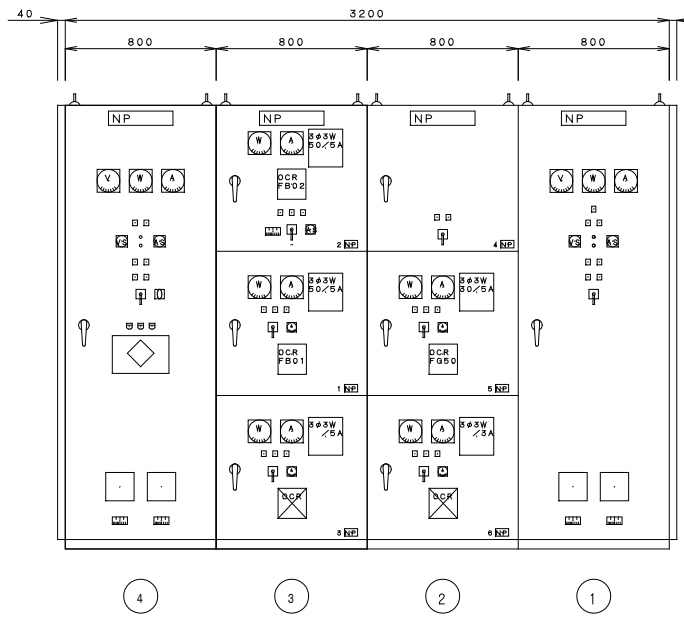 40 3200
800 800 800 800
NP NP NP
W A 3φ3W
50/5A
V W A OCR
FB02 V W A
VS AS AS VS AS
2 NP 4 NP
W A 3φ3W
50/5A W A 3φ3W
30/5A
A A
OCR
FB01 OCR
FG50
1 NP 5 NP
W A 3φ3W
/5A W A 3φ3W
/3A
A A
OCR OCR
3 NP 6 NP
4 3 2 1